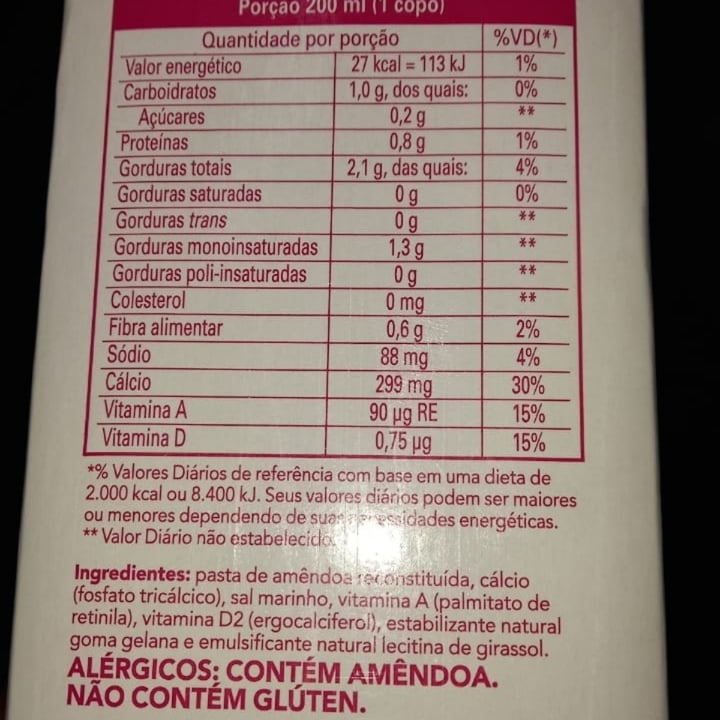 Porção 200 ml (1 copo)
Quantidade por porção %VD(*)
Valor energético 27 kcal = 113 kJ 1%
Carboidratos 1,0 g, dos quais: 0%
Açúcares 0,2 g **
Proteínas 0,8 g 1%
Gorduras totais 2,1 g, das quais: 4%
Gorduras saturadas 0 g 0%
Gorduras trans 0 g **
Gorduras monoinsaturadas 1,3 g **
Gorduras poli-insaturadas 0 g **
Colesterol 0 mg **
Fibra alimentar 0,6 g 2%
Sódio 88 mg 4%
Cálcio 299 mg 30%
Vitamina A 90 µg RE 15%
Vitamina D 0,75 µg 15%
*% Valores Diários de referência com base em uma dieta de
2.000 kcal ou 8.400 kJ. Seus valores diários podem ser maiores
ou menores dependendo de suas necessidades energéticas.
** Valor Diário não estabelecido.
Ingredientes: pasta de amêndoa reconstituída, cálcio
(fosfato tricálcico), sal marinho, vitamina A (palmitato de
retinila), vitamina D2 (ergocalciferol), estabilizante natural
goma gelana e emulsificante natural lecitina de girassol.
ALÉRGICOS: CONTÉM AMÊNDOA.
NÃO CONTÉM GLÚTEN.